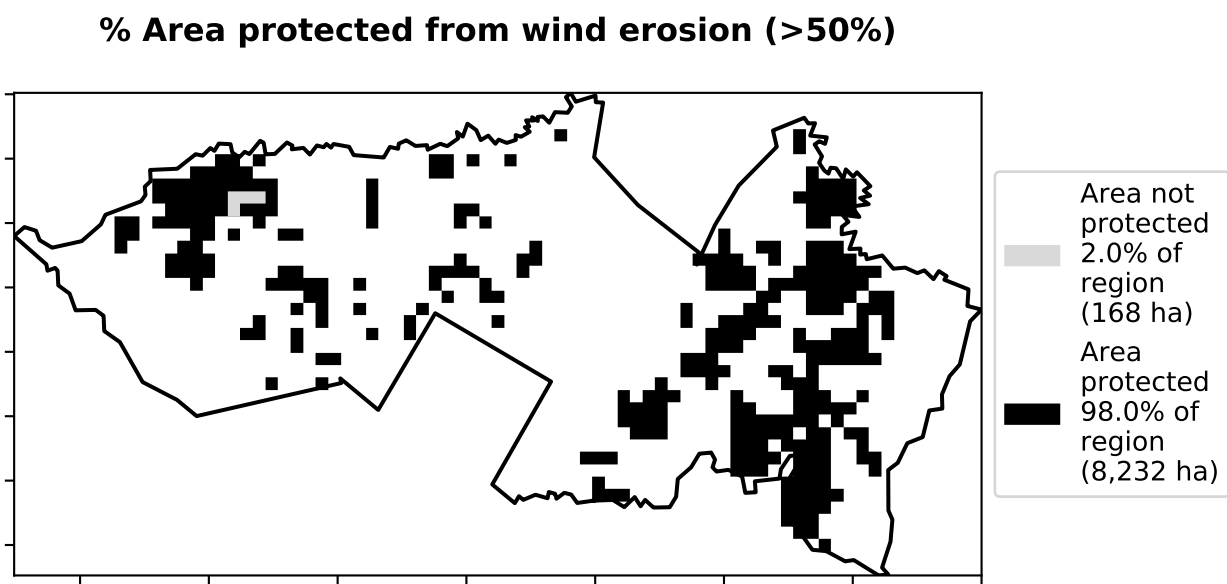 % Area protected from wind erosion (>50%)
Area not
protected
2.0% of
region
(168 ha)
Area
protected
98.0% of
region
(8,232 ha)